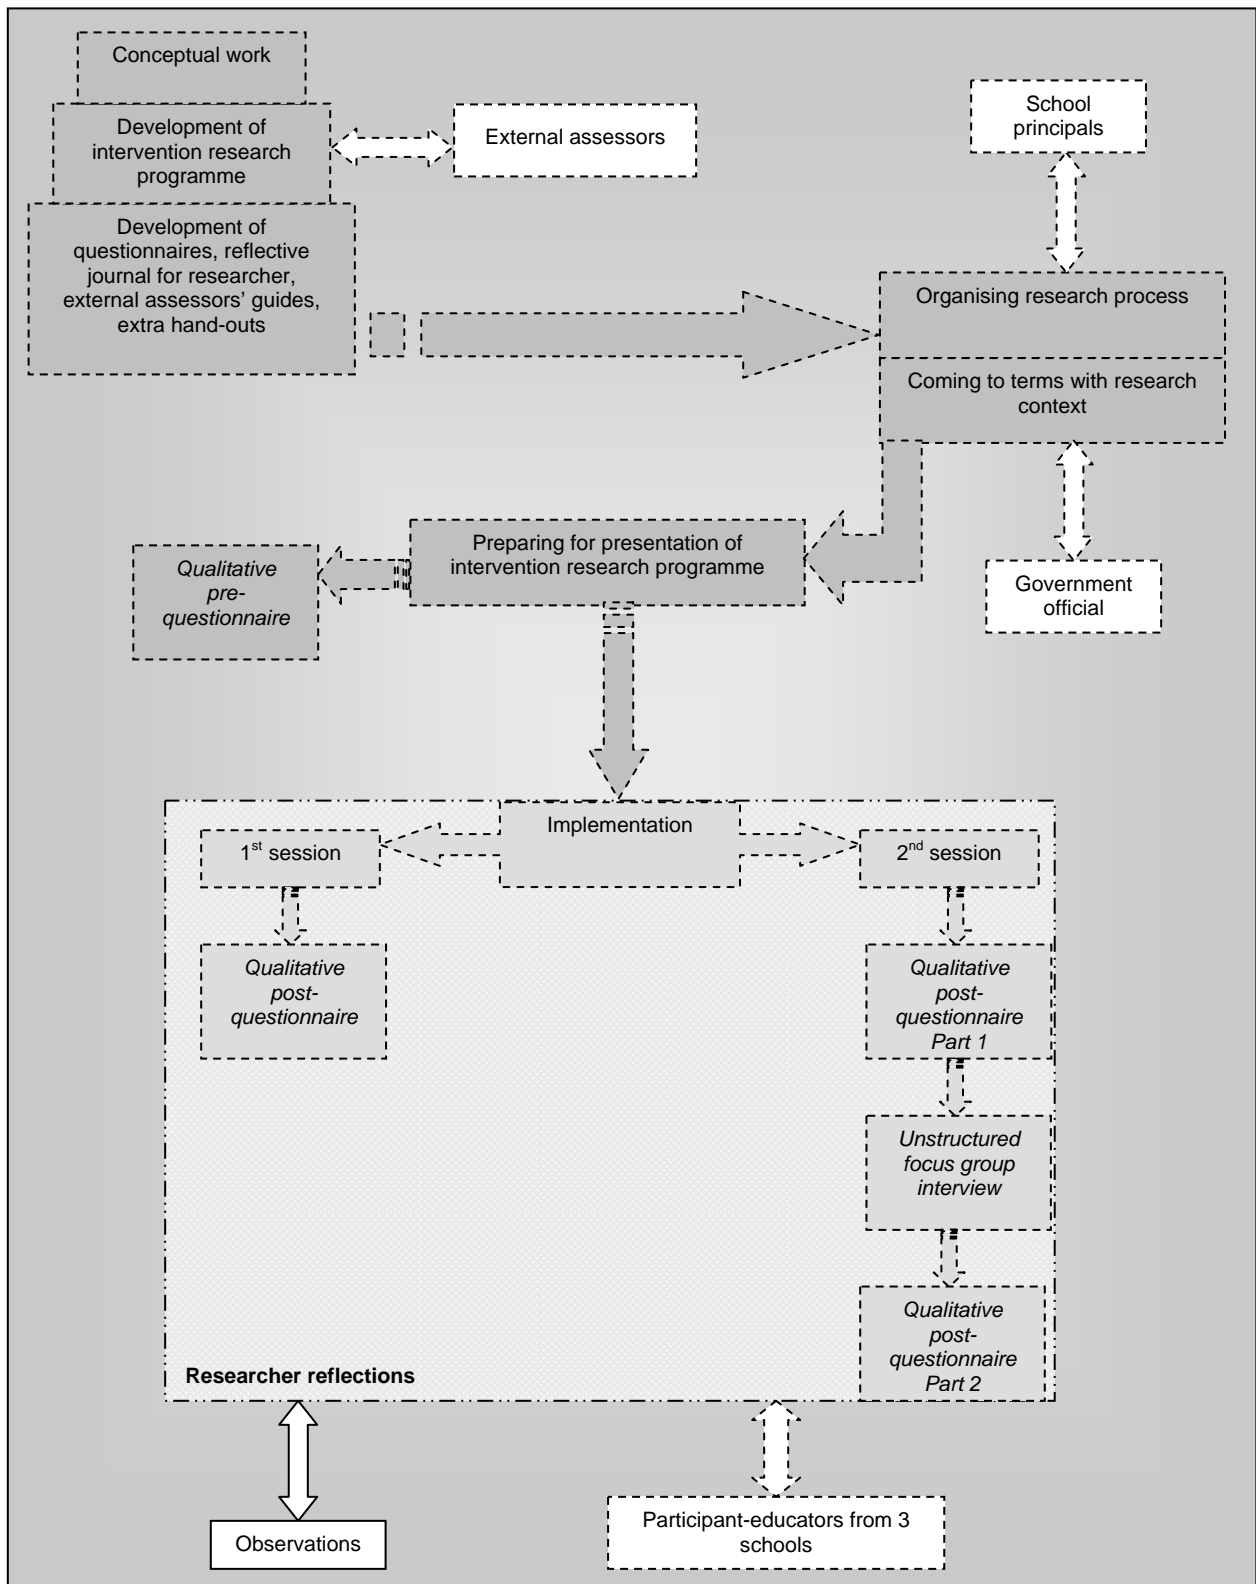 Conceptual work
Development of
intervention research
programme
External assessors
School
principals
Development of
questionnaires, reflective
journal for researcher,
external assessors’ guides,
extra hand-outs
Organising research process
Coming to terms with research
context
Preparing for presentation of
intervention research programme
Qualitative
pre-
questionnaire
Government
official
Implementation
1st session
2nd session
Qualitative
post-
questionnaire
Qualitative
post-
questionnaire
Part 1
Unstructured
focus group
interview
Qualitative
post-
questionnaire
Part 2
Researcher reflections
Observations
Participant-educators from 3
schools